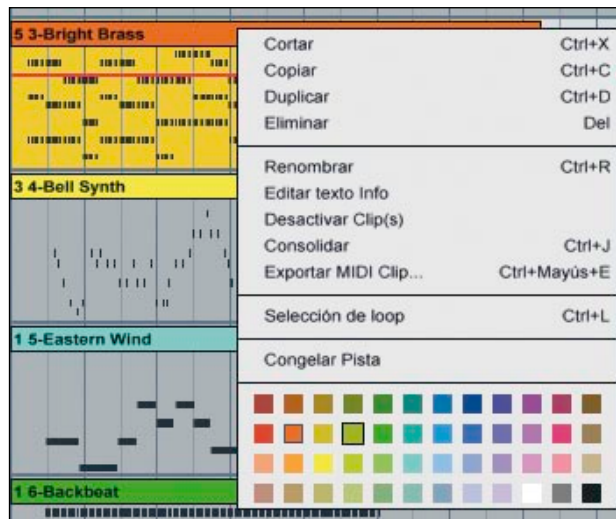 5 3-Bright Brass
Cortar Ctrl+X
Copiar Ctrl+C
Duplicar Ctrl+D
Eliminar Del
Renombrar Ctrl+R
3 4-Bell Synth
Editar texto Info
Desactivar Clip(s)
Consolidar Ctrl+J
Exportar MIDI Clip... Ctrl+Mayús+E
Selección de loop Ctrl+L
1 5-Eastern Wind
Congelar Pista
1 6-Backbeat